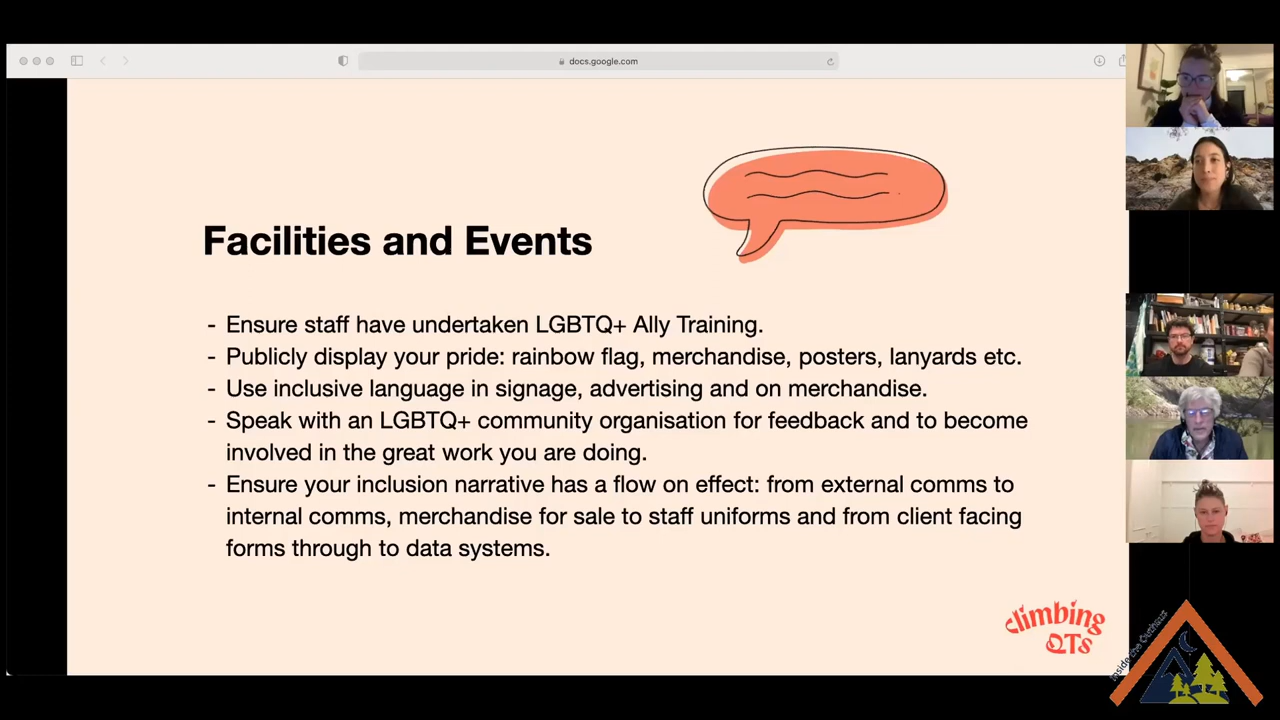 docs.google.com
Facilities and Events
- Ensure staff have undertaken LGBTQ+ Ally Training.
- Publicly display your pride: rainbow flag, merchandise, posters, lanyards etc.
- Use inclusive language in signage, advertising and on merchandise.
- Speak with an LGBTQ+ community organisation for feedback and to become
involved in the great work you are doing.
- Ensure your inclusion narrative has a flow on effect: from external comms to
internal comms, merchandise for sale to staff uniforms and from client facing
forms through to data systems.
climbing
QTs
Inside the Outhaus